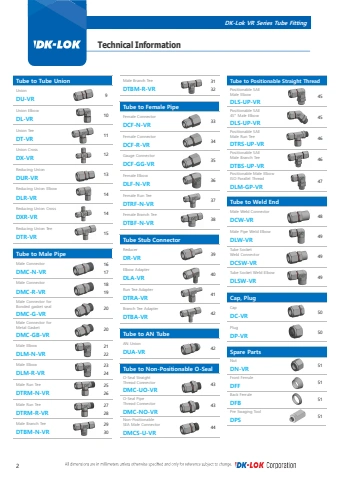 DK-Lok VR Series Tube Fitting
DK-LOK
Technical Information
Tube to Tube Union
Union
DU-VR 9
Union Elbow
DL-VR 10
Union Tee
DT-VR 11
Union Cross
DX-VR 12
Reducing Union
DUR-VR 13
Reducing Union Elbow
DLR-VR 14
Reducing Union Cross
DXR-VR 14
Reducing Union Tee
DTR-VR 15
Tube to Male Pipe
Male Connector 16
DMC-N-VR 17
Male Connector 18
DMC-R-VR 19
Male Connector for
Bonded gasket seal
DMC-G-VR 20
Male Connector for
Metal Gasket
DMC-GB-VR 20
Male Elbow 21
DLM-N-VR 22
Male Elbow 23
DLM-R-VR 24
Male Run Tee 25
DTRM-N-VR 26
Male Run Tee 27
DTRM-R-VR 28
Male Branch Tee 29
DTBM-N-VR 30
Male Branch Tee 31
DTBM-R-VR 32
Tube to Female Pipe
Female Connector
DCF-N-VR 33
Female Connector
DCF-R-VR 34
Gauge Connector
DCF-GG-VR 35
Female Elbow
DLF-N-VR 36
Female Run Tee
DTRF-N-VR 37
Female Branch Tee
DTBF-N-VR 38
Tube Stub Connector
Reducer
DR-VR 39
Elbow Adapter
DLA-VR 40
Run Tee Adapter
DTRA-VR 41
Branch Tee Adapter
DTBA-VR 42
Tube to AN Tube
AN Union
DUA-VR 42
Tube to Non-Positionable O-Seal
O-Seal Straight
Thread Connector
DMC-UO-VR 43
O-Seal Pipe
Thread Connector
DMC-NO-VR 43
Non-Positionable
SAE Male Connector
DMCS-U-VR 44
Tube to Positionable Straight Thread
Positionable SAE
Male Elbow
DLS-UP-VR 45
Positionable SAE
45° Male Elbow
DLS-UP-VR 45
Positionable SAE
Male Run Tee
DTRS-UP-VR 46
Positionable SAE
Male Branch Tee
DTBS-UP-VR 46
Positionable Male Elbow
ISO Parallel Thread
DLM-GP-VR 47
Tube to Weld End
Male Weld Connector
DCW-VR 48
Male Pipe Weld Elbow
DLW-VR 49
Tube Socket
Weld Connector
DCSW-VR 49
Tube Socket Weld Elbow
DLSW-VR 49
Cap, Plug
Cap
DC-VR 50
Plug
DP-VR 50
Spare Parts
Nut
DN-VR 51
Front Ferrule
DFF 51
Back Ferrule
DFB 51
Pre Swaging Tool
DPS 51
2
All dimensions are in millimeters unless otherwise specified and only for reference subject to change.
DK-LOK Corporation